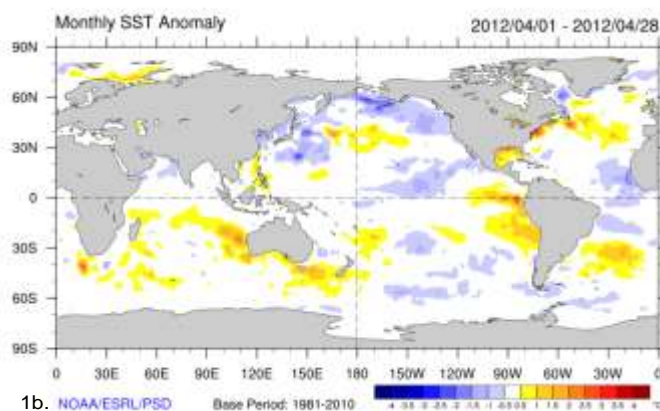 Monthly SST Anomaly 2012/04/01 - 2012/04/28
90N
60N
30N
0
30S
60S
90S
0 30E 60E 90E 120E 150E 180 150W 120W 90W 60W 30W 0
1b. NOAA/ESRL/PSD Base Period: 1981-2010